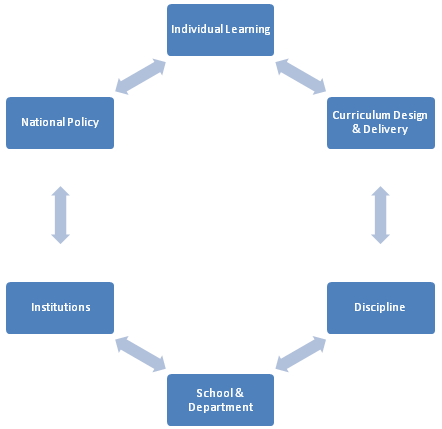 Individual Learning
National Policy
Curriculum Design
& Delivery
Institutions
Discipline
School &
Department